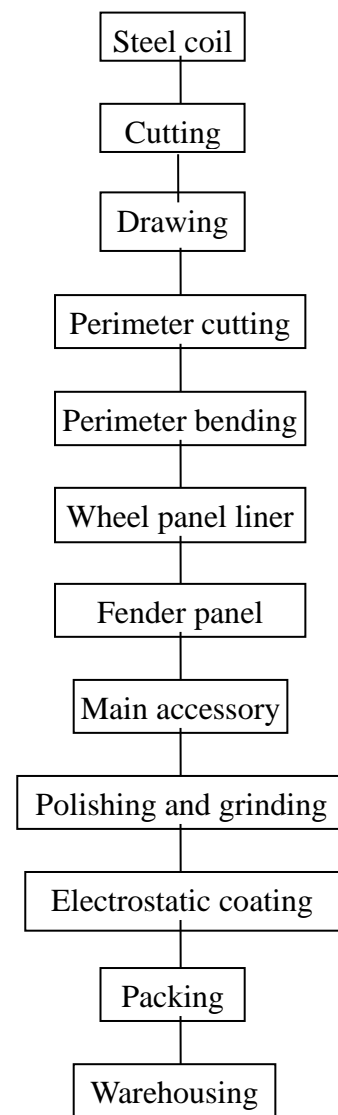 Steel coil
Cutting
Drawing
Perimeter cutting
Perimeter bending
Wheel panel liner
Fender panel
Main accessory
Polishing and grinding
Electrostatic coating
Packing
Warehousing